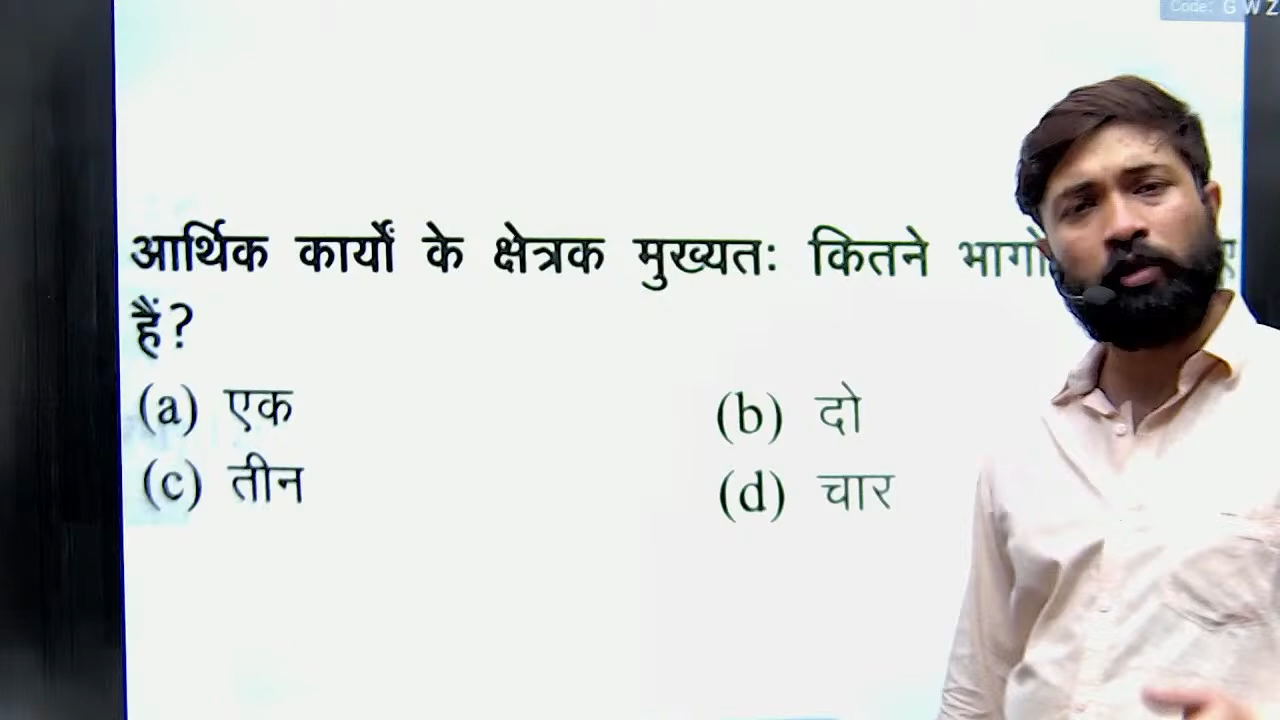 Code: G W Z
आर्थिक कार्यों के क्षेत्रक मुख्यतः कितने
हैं?
(a) एक
(b) दो
(c) तीन
(d) चार